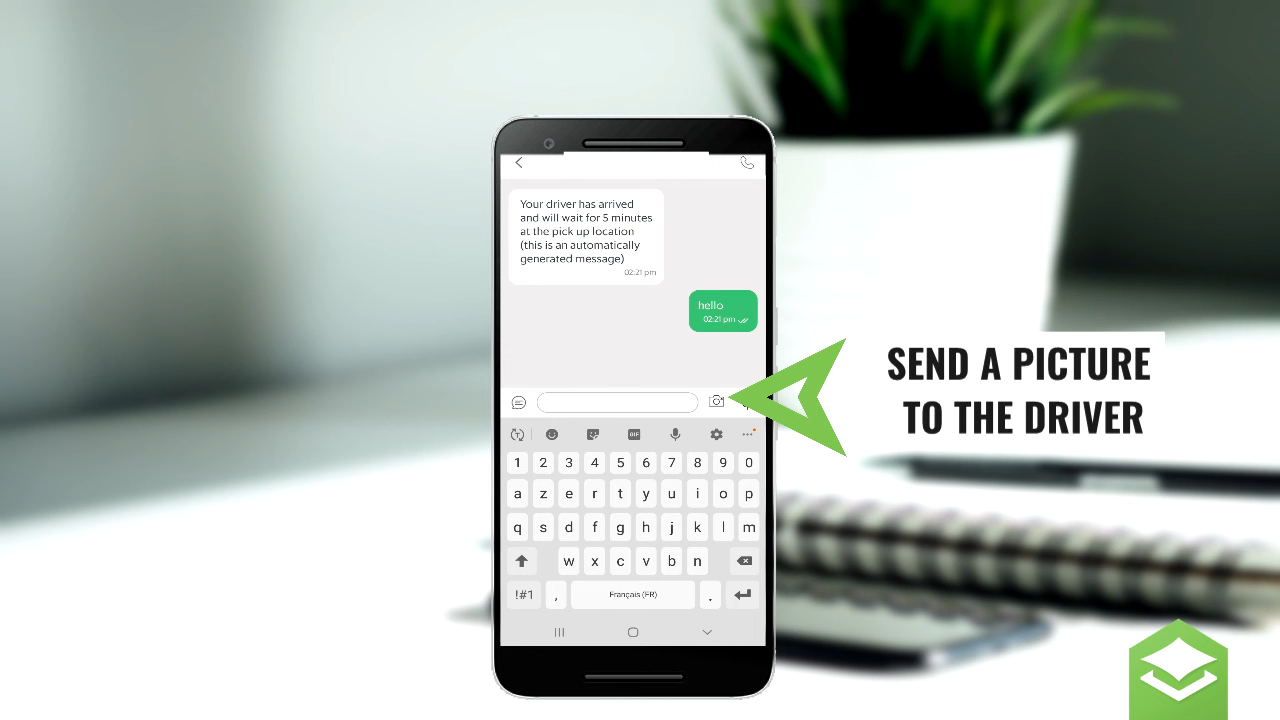 Your driver has arrived
and will wait for 5 minutes
at the pick up location
(this is an automatically
generated message)
02:21 pm
hello
02:21 pm
SEND A PICTURE
TO THE DRIVER
GIF
1 2 3 4 5 6 7 8 9 0
a z e r t y u i o p
q s d f g h j k l m
w x c v b n
!#1 , Français (FR) .